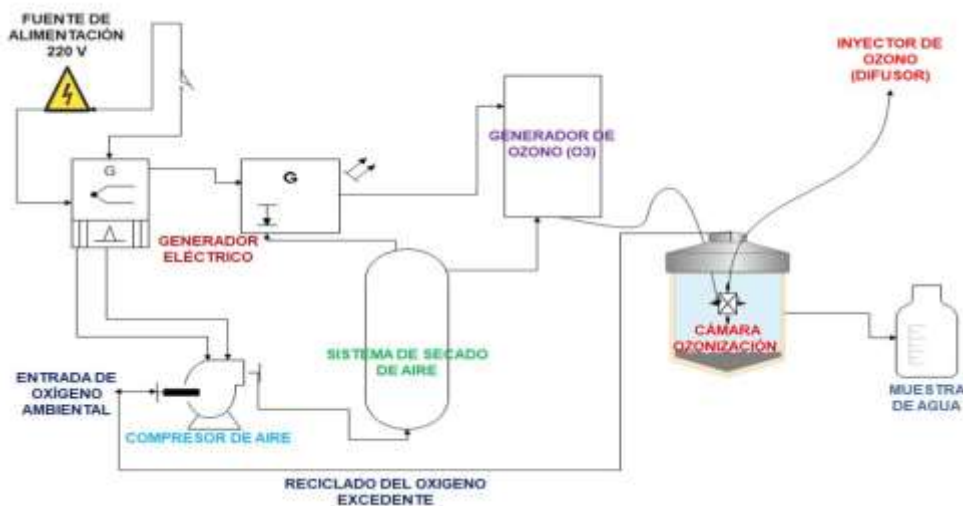 FUENTE DE
ALIMENTACIÓN
220 V
INYECTOR DE
OZONO
(DIFUSOR)
GENERADOR DE
OZONO (O3)
G
G
GENERADOR
ELÉCTRICO
SISTEMA DE SECADO
DE AIRE
CÁMARA
OZONIZACIÓN
ENTRADA DE
OXÍGENO
AMBIENTAL
COMPRESOR DE AIRE
MUESTRA
DE AGUA
RECICLADO DEL OXIGENO
EXCEDENTE